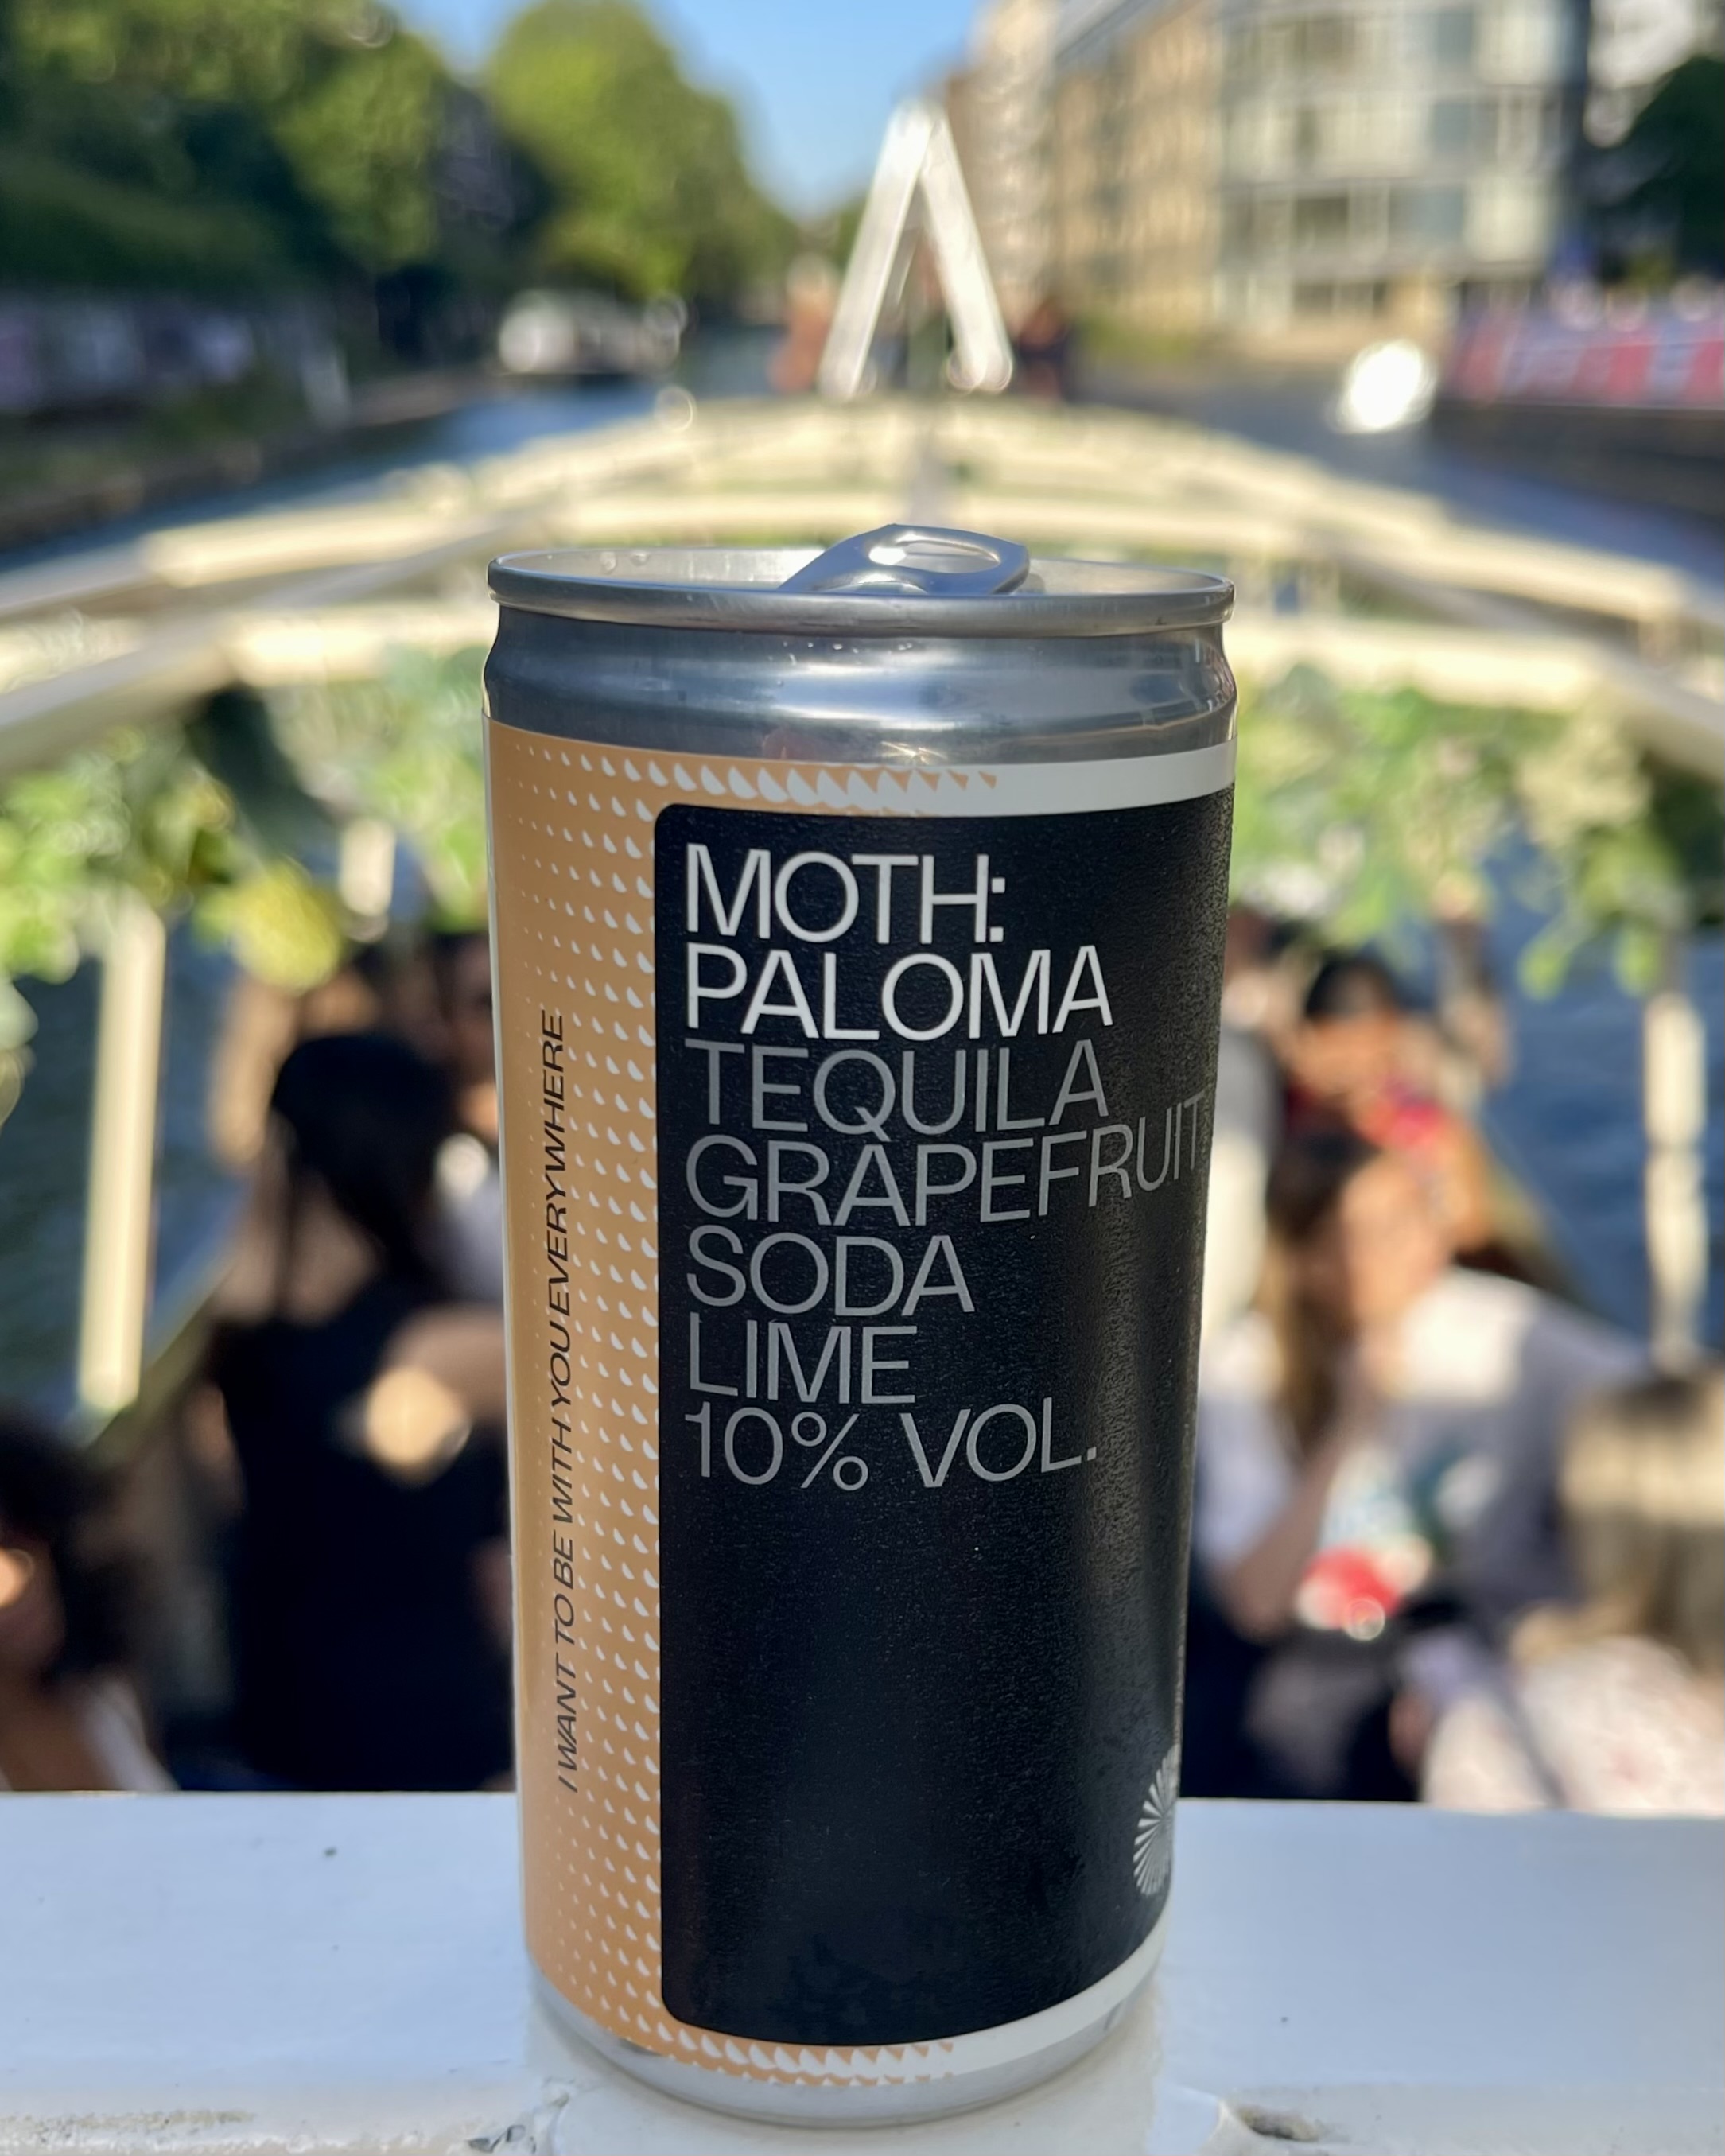 MOTH:
PALOMA
TEQUILA
GRAPEFRUIT
SODA
LIME
10% VOL.
I WANT TO BE WITH YOU EVERYWHERE